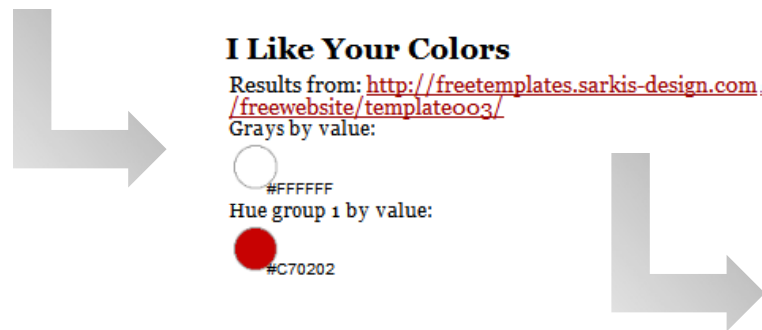 I Like Your Colors
Results from: http://freetemplates.sarkis-design.com
/freewebsite/template003/
Grays by value:
#FFFFFF
Hue group 1 by value:
#C70202